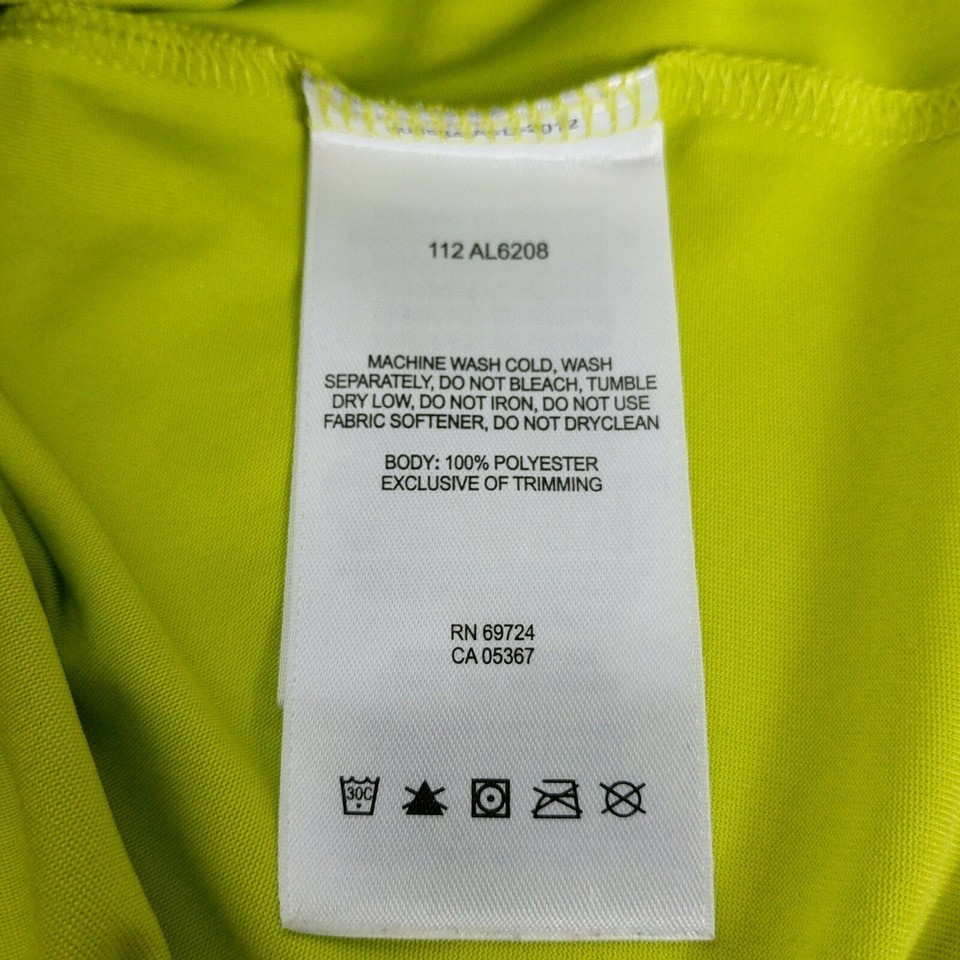 112 AL6208
MACHINE WASH COLD, WASH
SEPARATELY, DO NOT BLEACH, TUMBLE
DRY LOW, DO NOT IRON, DO NOT USE
FABRIC SOFTENER, DO NOT DRYCLEAN
BODY: 100% POLYESTER
EXCLUSIVE OF TRIMMING
RN 69724
CA 05367
30C